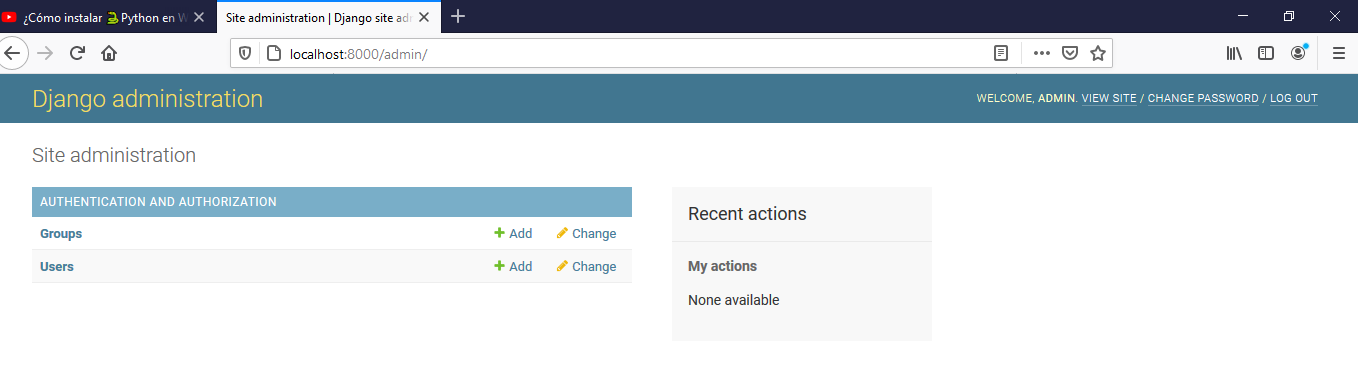 ¿Cómo instalar 🐍Python en W
Site administration | Django site adm
localhost:8000/admin/
Django administration
WELCOME, ADMIN. VIEW SITE / CHANGE PASSWORD / LOG OUT
Site administration
AUTHENTICATION AND AUTHORIZATION
Groups + Add Change
Users + Add Change
Recent actions
My actions
None available